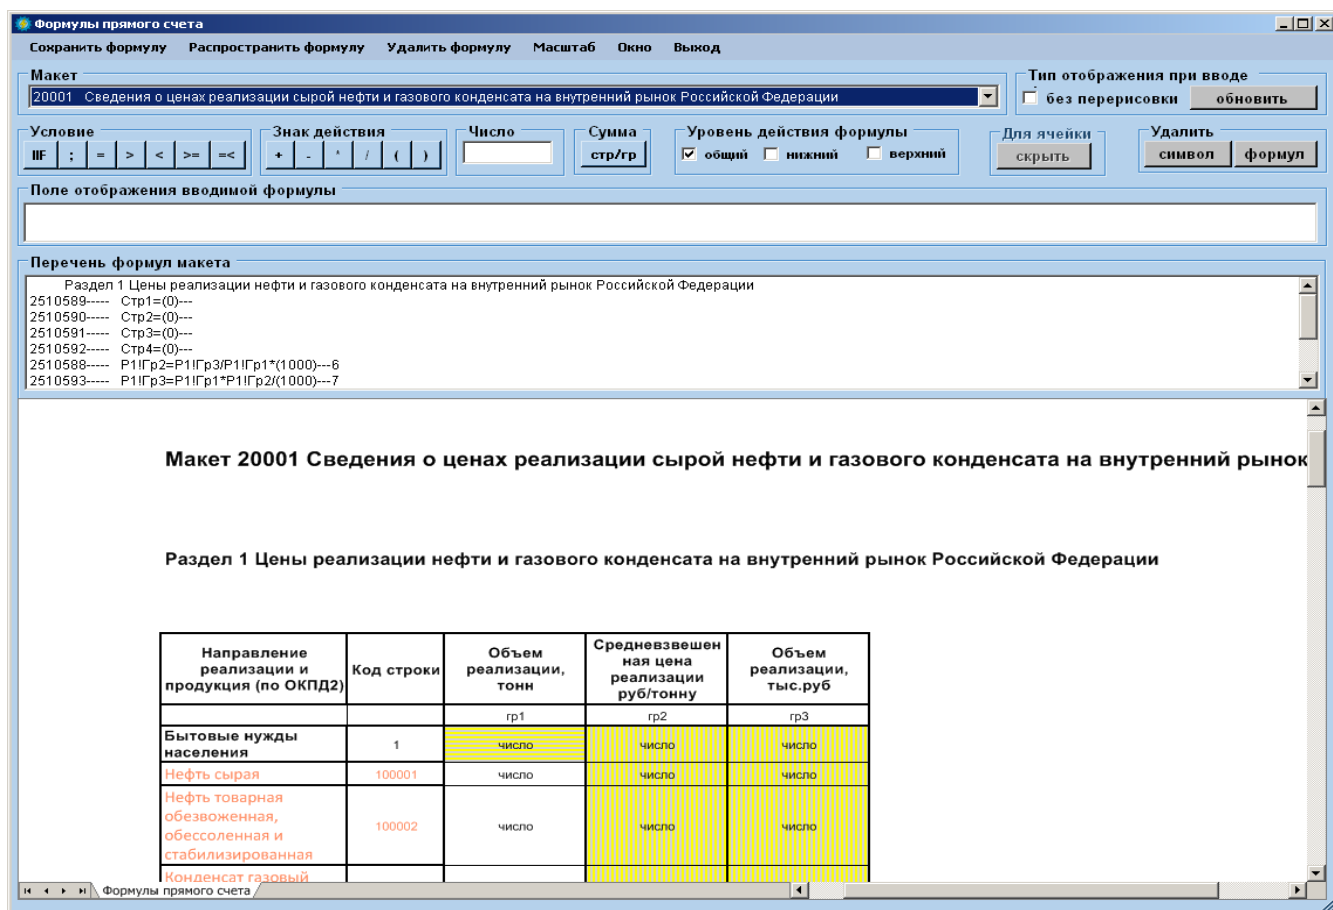 Формулы прямого счета
Сохранить формулу Распространить формулу Удалить формулу Масштаб Окно Выход
Макет
Тип отображения при вводе
20001 Сведения о ценах реализации сырой нефти и газового конденсата на внутренний рынок Российской Федерации
без перерисовки обновить
Условие Знак действия Число Сумма Уровень действия формулы Для ячейки Удалить
IIF ; = > < >= =< + - * / ( ) стр/гр общий нижний верхний скрыть символ формул
Поле отображения вводимой формулы
Перечень формул макета
Раздел 1 Цены реализации нефти и газового конденсата на внутренний рынок Российской Федерации
2510589----- Стр1=(0)---
2510590----- Стр2=(0)---
2510591----- Стр3=(0)---
2510592----- Стр4=(0)---
2510588----- Р1!Гр2=Р1!Гр3/Р1!Гр1*(1000)---6
2510593----- Р1!Гр3=Р1!Гр1*Р1!Гр2/(1000)---7
Макет 20001 Сведения о ценах реализации сырой нефти и газового конденсата на внутренний рынок
Раздел 1 Цены реализации нефти и газового конденсата на внутренний рынок Российской Федерации
Направление
реализации и
продукция (по ОКПД2)
Код строки
Объем
реализации,
тонн
Средневзвешен
ная цена
реализации
руб/тонну
Объем
реализации,
тыс.руб
гр1 гр2 гр3
Бытовые нужды
населения
1 число число число
Нефть сырая 100001 число число число
Нефть товарная
обезвоженная,
обессоленная и
стабилизированная
100002 число число число
Конденсат газовый
Формулы прямого счета